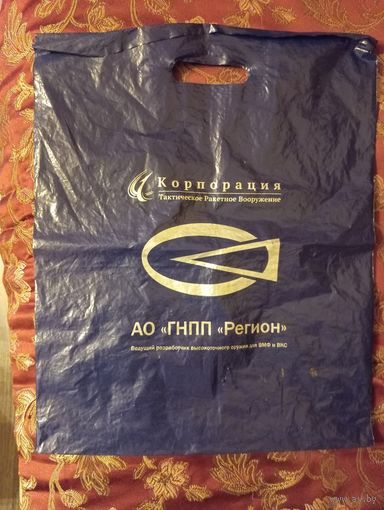 Корпорация
Тактическое Ракетное Вооружение
АО «ГНПП «Регион»
Ведущий разработчик высокоточного оружия для ВМФ и ВКС